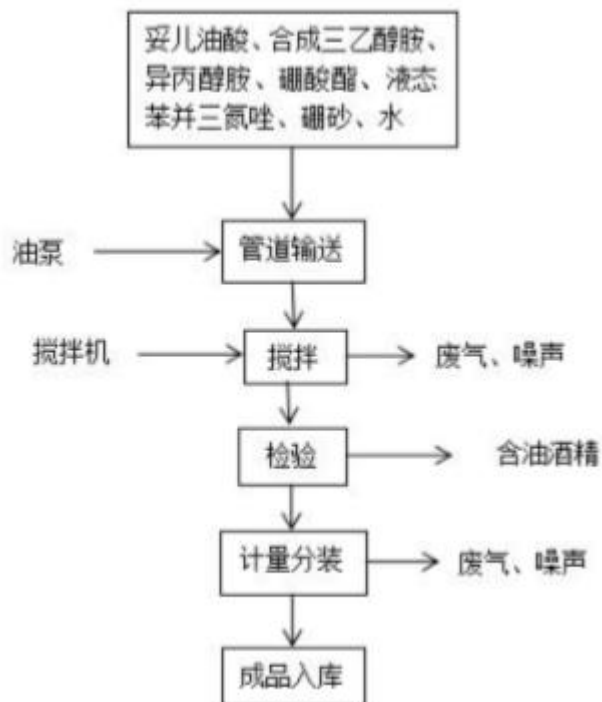 妥儿油酸、合成三乙醇胺、
异丙醇胺、硼酸酯、液态
苯并三氮唑、硼砂、水
油泵
管道输送
搅拌机
搅拌
废气、噪声
检验
含油酒精
计量分装
废气、噪声
成品入库